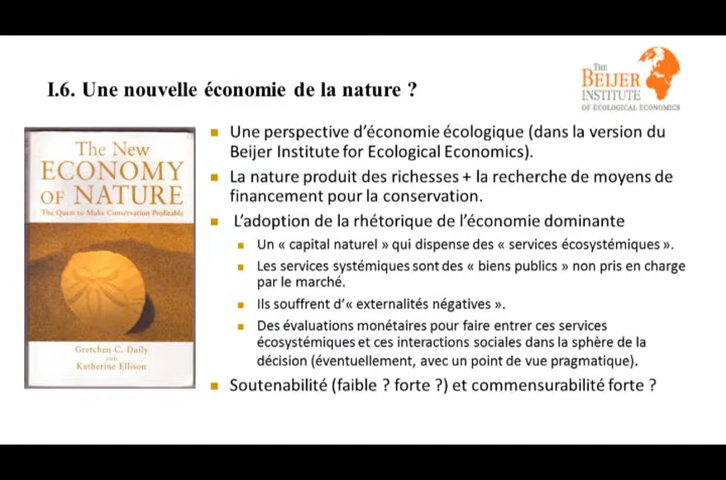 I.6. Une nouvelle économie de la nature ?
THE
BEIJER
INSTITUTE
OF ECOLOGICAL ECONOMICS
The New
ECONOMY
OF NATURE
The Quest to Make Conservation Profitable
Gretchen C. Daily
with
Katherine Ellison
Une perspective d'économie écologique (dans la version du
Beijer Institute for Ecological Economics).
La nature produit des richesses + la recherche de moyens de
financement pour la conservation.
L'adoption de la rhétorique de l'économie dominante
Un « capital naturel » qui dispense des « services écosystémiques ».
Les services systémiques sont des « biens publics » non pris en charge
par le marché.
Ils souffrent d'« externalités négatives ».
Des évaluations monétaires pour faire entrer ces services
écosystémiques et ces interactions sociales dans la sphère de la
décision (éventuellement, avec un point de vue pragmatique).
Soutenabilité (faible ? forte ?) et commensurabilité forte ?